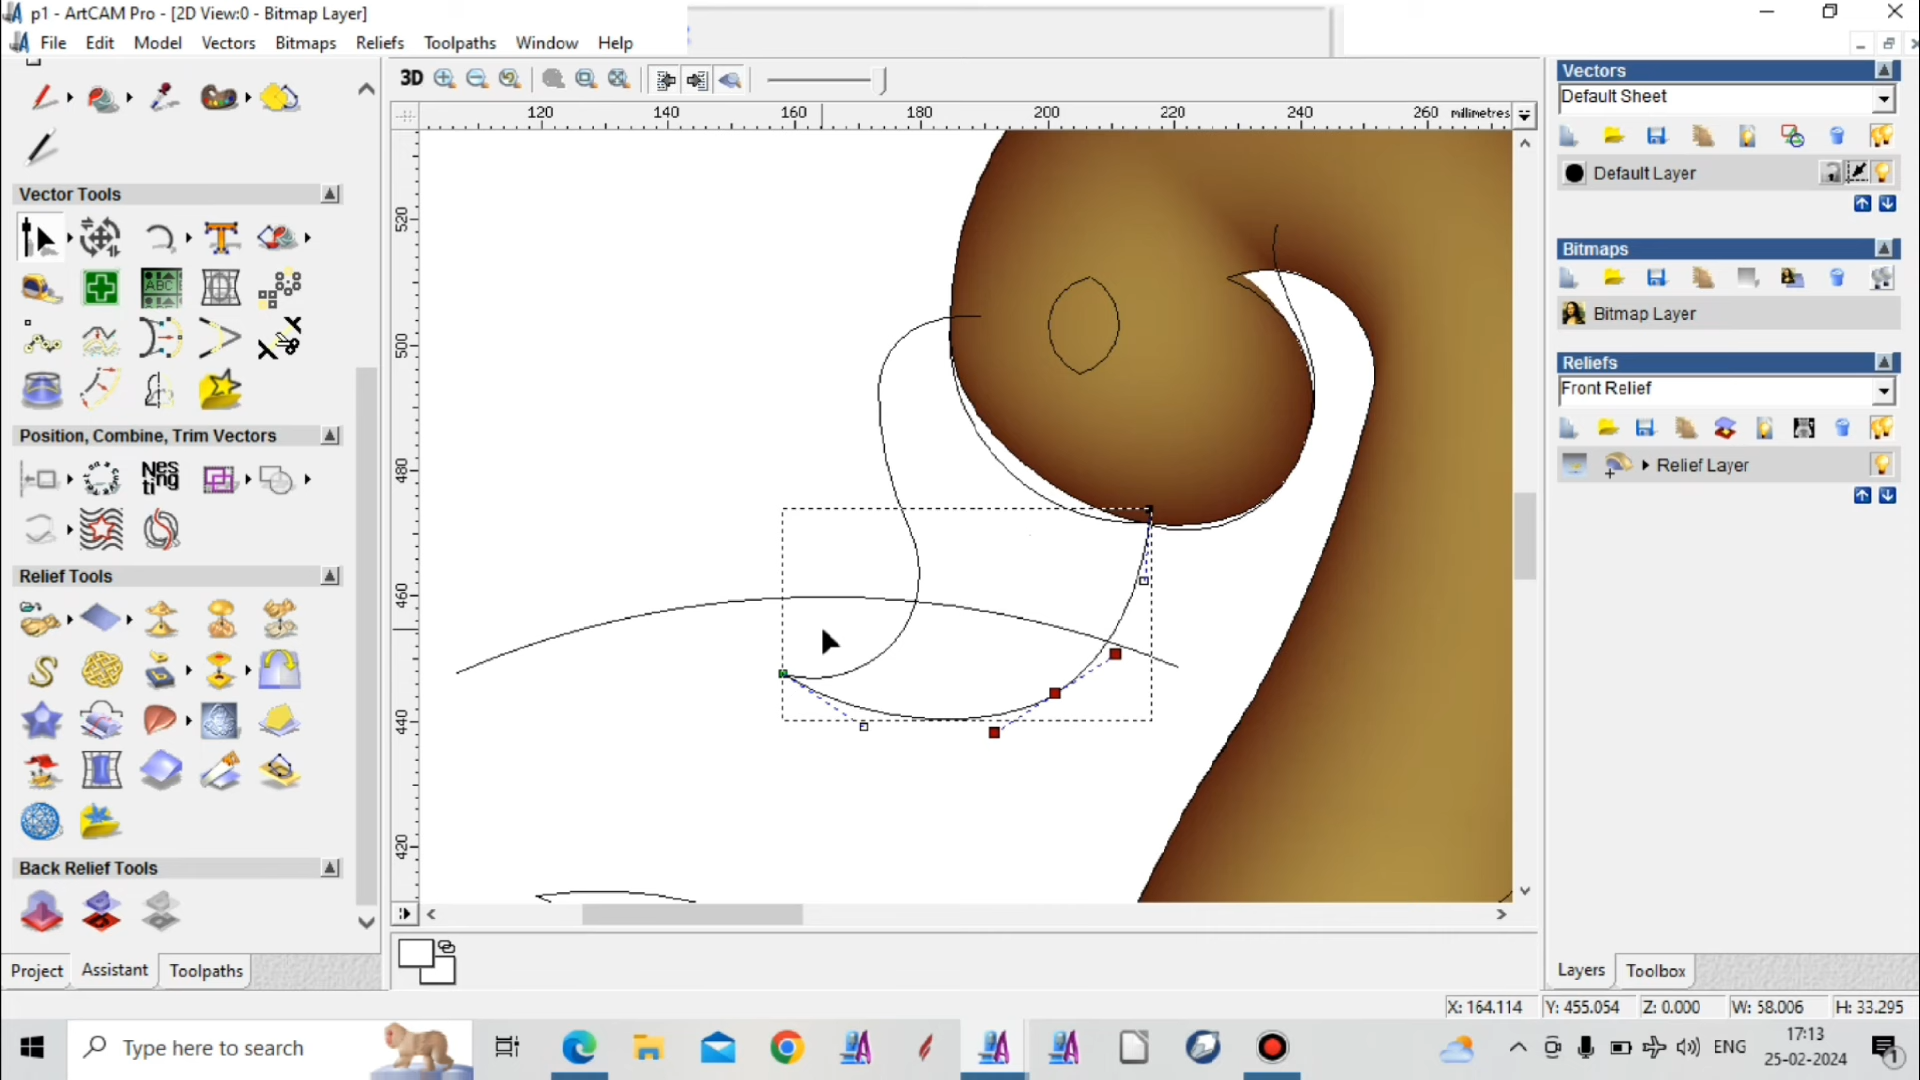 p1 - ArtCAM Pro - [2D View:0 - Bitmap Layer]
File Edit Model Vectors Bitmaps Reliefs Toolpaths Window Help
3D
120 140 160 180 200 220 240 260 millimetres
520
500
480
460
440
420
Vector Tools
T
ABC
Position, Combine, Trim Vectors
Nes
ting
Relief Tools
Back Relief Tools
Project Assistant Toolpaths
Vectors
Default Sheet
Default Layer
Bitmaps
Bitmap Layer
Reliefs
Front Relief
Relief Layer
Layers Toolbox
X: 164.114 Y: 455.054 Z: 0.000 W: 58.006 H: 33.295
Type here to search
ENG
17:13
25-02-2024
1